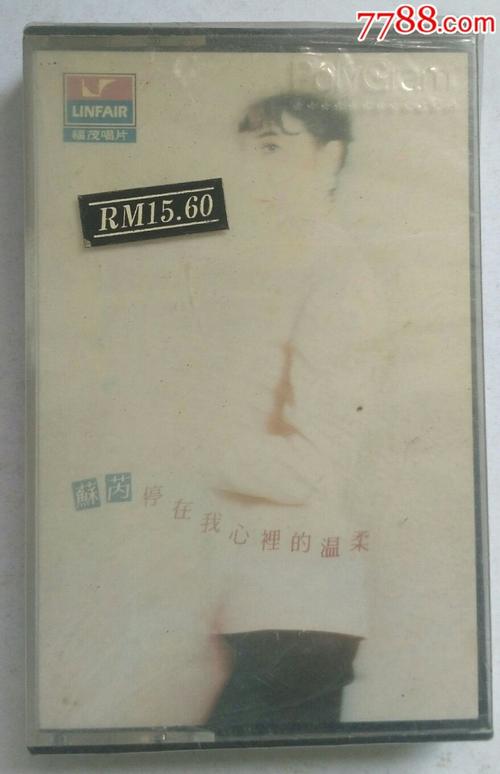 7788.com
LINFAIR
福茂唱片
PolyGram
RM15.60
蘇芮停在我心裡的温柔